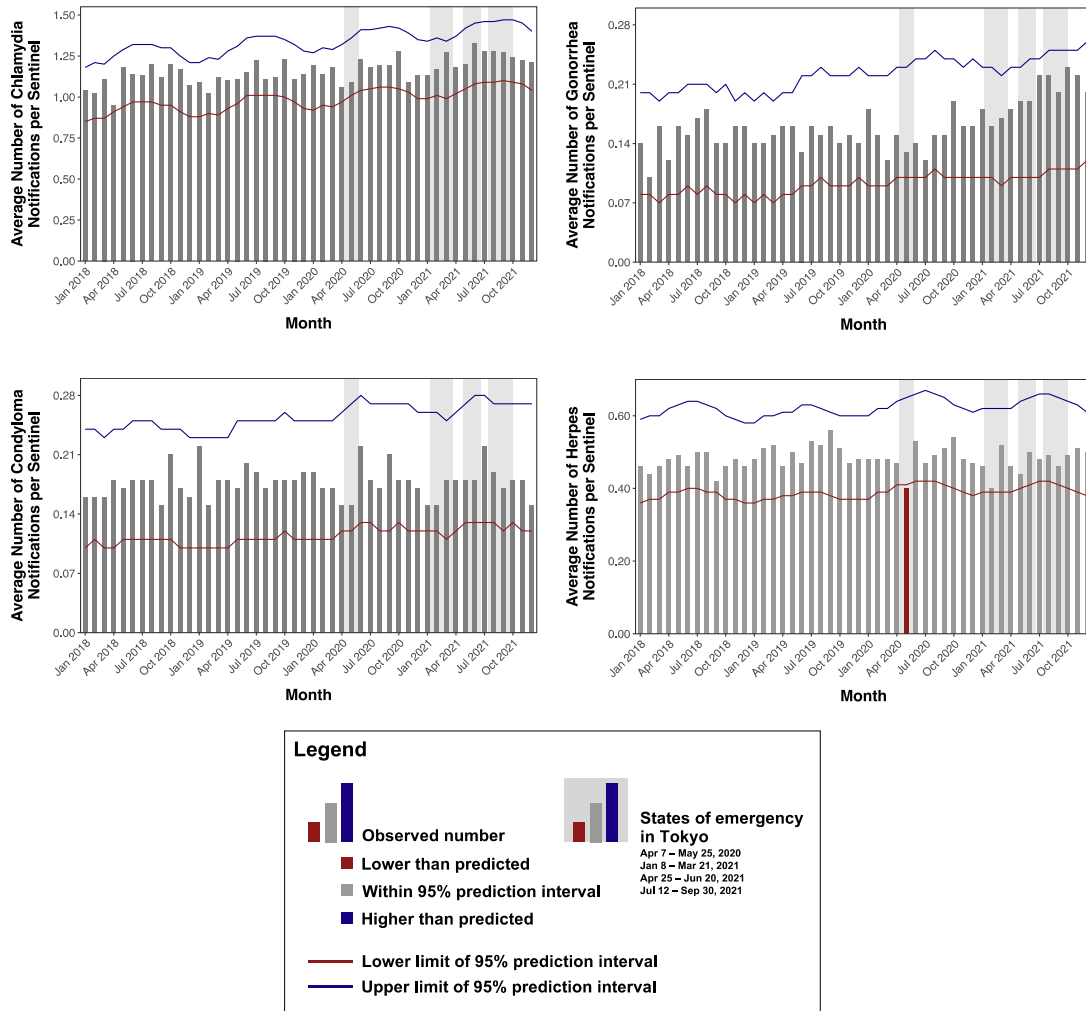 Average Number of Chlamydia
Notifications per Sentinel
1.50
1.25
1.00
0.75
0.50
0.25
0.00
Jan 2018
Apr 2018
Jul 2018
Oct 2018
Jan 2019
Apr 2019
Jul 2019
Oct 2019
Jan 2020
Apr 2020
Jul 2020
Oct 2020
Jan 2021
Apr 2021
Jul 2021
Oct 2021
Month
Average Number of Gonorrhea
Notifications per Sentinel
0.28
0.21
0.14
0.07
0.00
Jan 2018
Apr 2018
Jul 2018
Oct 2018
Jan 2019
Apr 2019
Jul 2019
Oct 2019
Jan 2020
Apr 2020
Jul 2020
Oct 2020
Jan 2021
Apr 2021
Jul 2021
Oct 2021
Month
Average Number of Condyloma
Notifications per Sentinel
0.28
0.21
0.14
0.07
0.00
Jan 2018
Apr 2018
Jul 2018
Oct 2018
Jan 2019
Apr 2019
Jul 2019
Oct 2019
Jan 2020
Apr 2020
Jul 2020
Oct 2020
Jan 2021
Apr 2021
Jul 2021
Oct 2021
Month
Average Number of Herpes
Notifications per Sentinel
0.60
0.40
0.20
0.00
Jan 2018
Apr 2018
Jul 2018
Oct 2018
Jan 2019
Apr 2019
Jul 2019
Oct 2019
Jan 2020
Apr 2020
Jul 2020
Oct 2020
Jan 2021
Apr 2021
Jul 2021
Oct 2021
Month
Legend
Observed number
Lower than predicted
Within 95% prediction interval
Higher than predicted
Lower limit of 95% prediction interval
Upper limit of 95% prediction interval
States of emergency
in Tokyo
Apr 7 – May 25, 2020
Jan 8 – Mar 21, 2021
Apr 25 – Jun 20, 2021
Jul 12 – Sep 30, 2021